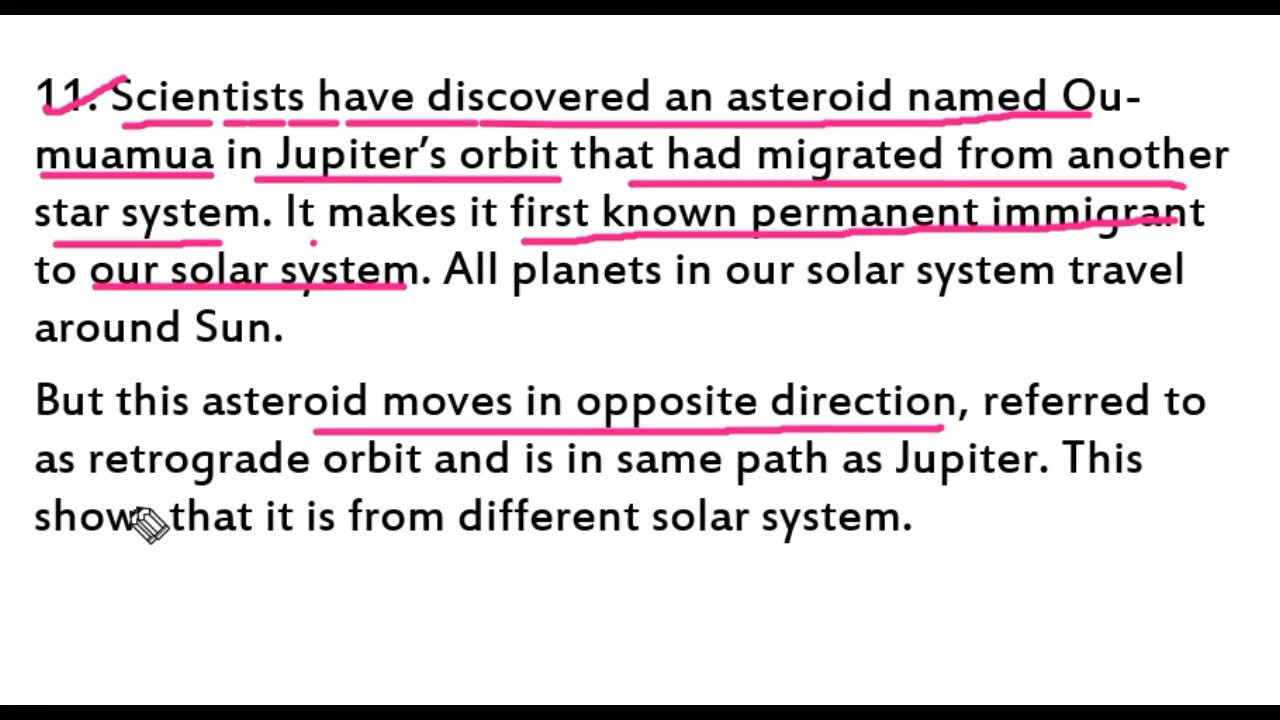 11. Scientists have discovered an asteroid named Ou-
muamua in Jupiter’s orbit that had migrated from another
star system. It makes it first known permanent immigrant
to our solar system. All planets in our solar system travel
around Sun.
But this asteroid moves in opposite direction, referred to
as retrograde orbit and is in same path as Jupiter. This
shows that it is from different solar system.